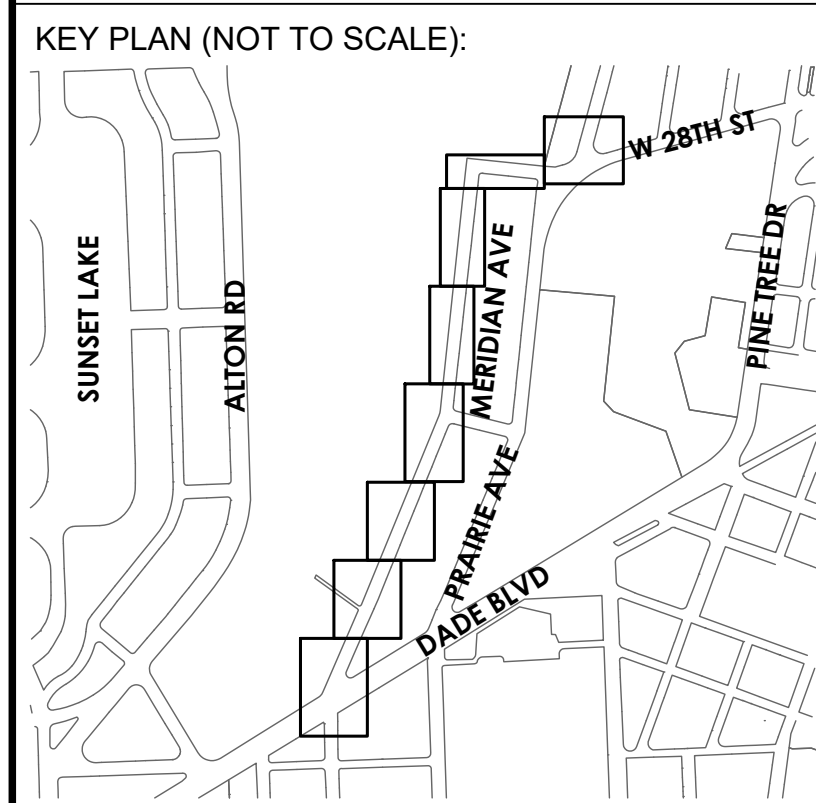 KEY PLAN (NOT TO SCALE):
W 28TH ST
SUNSET LAKE
ALTON RD
MERIDIAN AVE
PINE TREE DR
PRAIRIE AVE
DADE BLVD